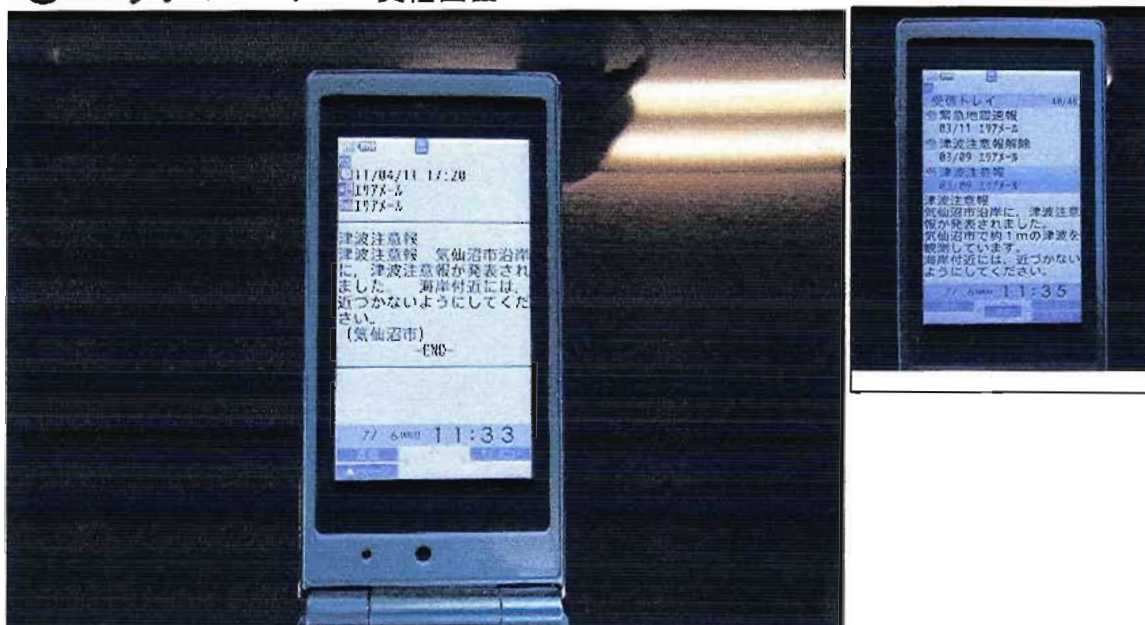 11/04/11 17:20
エリアメール
エリアメール
津波注意報
津波注意報 気仙沼市沿岸
に、津波注意報が発表され
ました。 海岸付近には、
近づかないようにしてくだ
さい。
(気仙沼市)
-END-
7/ 6 11:33
受信トレイ 40/40
緊急地震速報
03/11 エリアメール
津波注意報解除
03/09 エリアメール
津波注意報
03/09 エリアメール
津波注意報
気仙沼市沿岸に、津波注意
報が発表されました。
気仙沼市で約1mの津波を
観測しています。
海岸付近には、近づかない
ようにしてください。
7/ 6 11:35